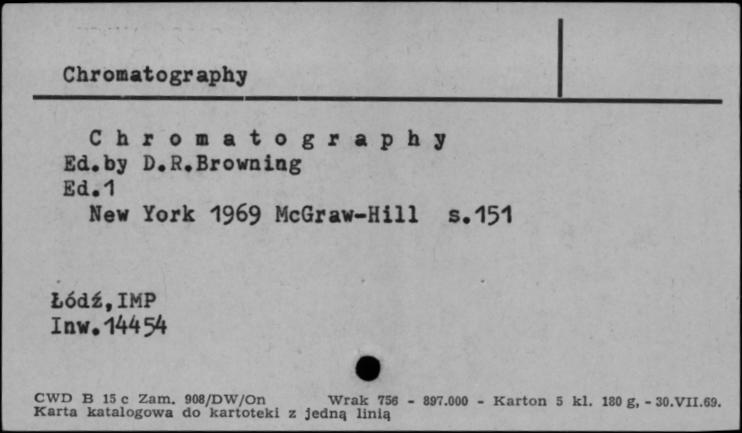 Chromatography
C h r o m a t o g r a p h y
Ed.by D.R.Browning
Ed.1
New York 1969 McGraw-Hill s.151
Łódź,IMP
Inw.14454
CWD B 15 c Zam. 908/DW/On Wrak 756 - 897.000 - Karton 5 kl. 180 g, - 30.VII.69.
Karta katalogowa do kartoteki z jedną linią